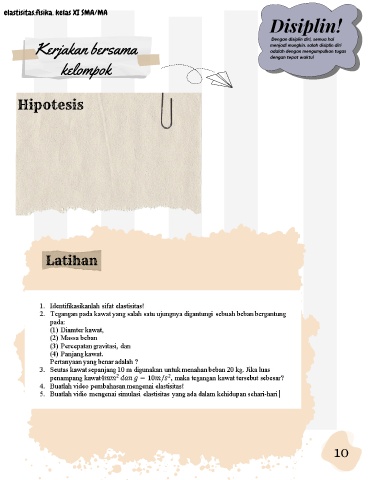 elastisitas fisika. kelas XI SMA/MA
Disiplin!
Dengan disiplin diri, semua hal
menjadi mungkin. salah disiplin diri
adalah dengan mengumpulkan tugas
dengan tepat waktu!
Kerjakan bersama
kelompok
Hipotesis
Latihan
1. Identifikasikanlah sifat elastisitas!
2. Tegangan pada kawat yang salah satu ujungnya digantungi sebuah beban bergantung
pada:
(1) Diamter kawat,
(2) Massa beban
(3) Percepatan gravitasi, dan
(4) Panjang kawat.
Pertanyaan yang benar adalah ?
3. Seutas kawat sepanjang 10 m digunakan untuk menahan beban 20 kg. Jika luas
penampang kawat 4mm² dan g = 10m/s², maka tegangan kawat tersebut sebesar?
4. Buatlah video perubahasan mengenai elastisitas!
5. Buatlah vidio mengenai simulasi elastisitas yang ada dalam kehidupan sehari-hari
10